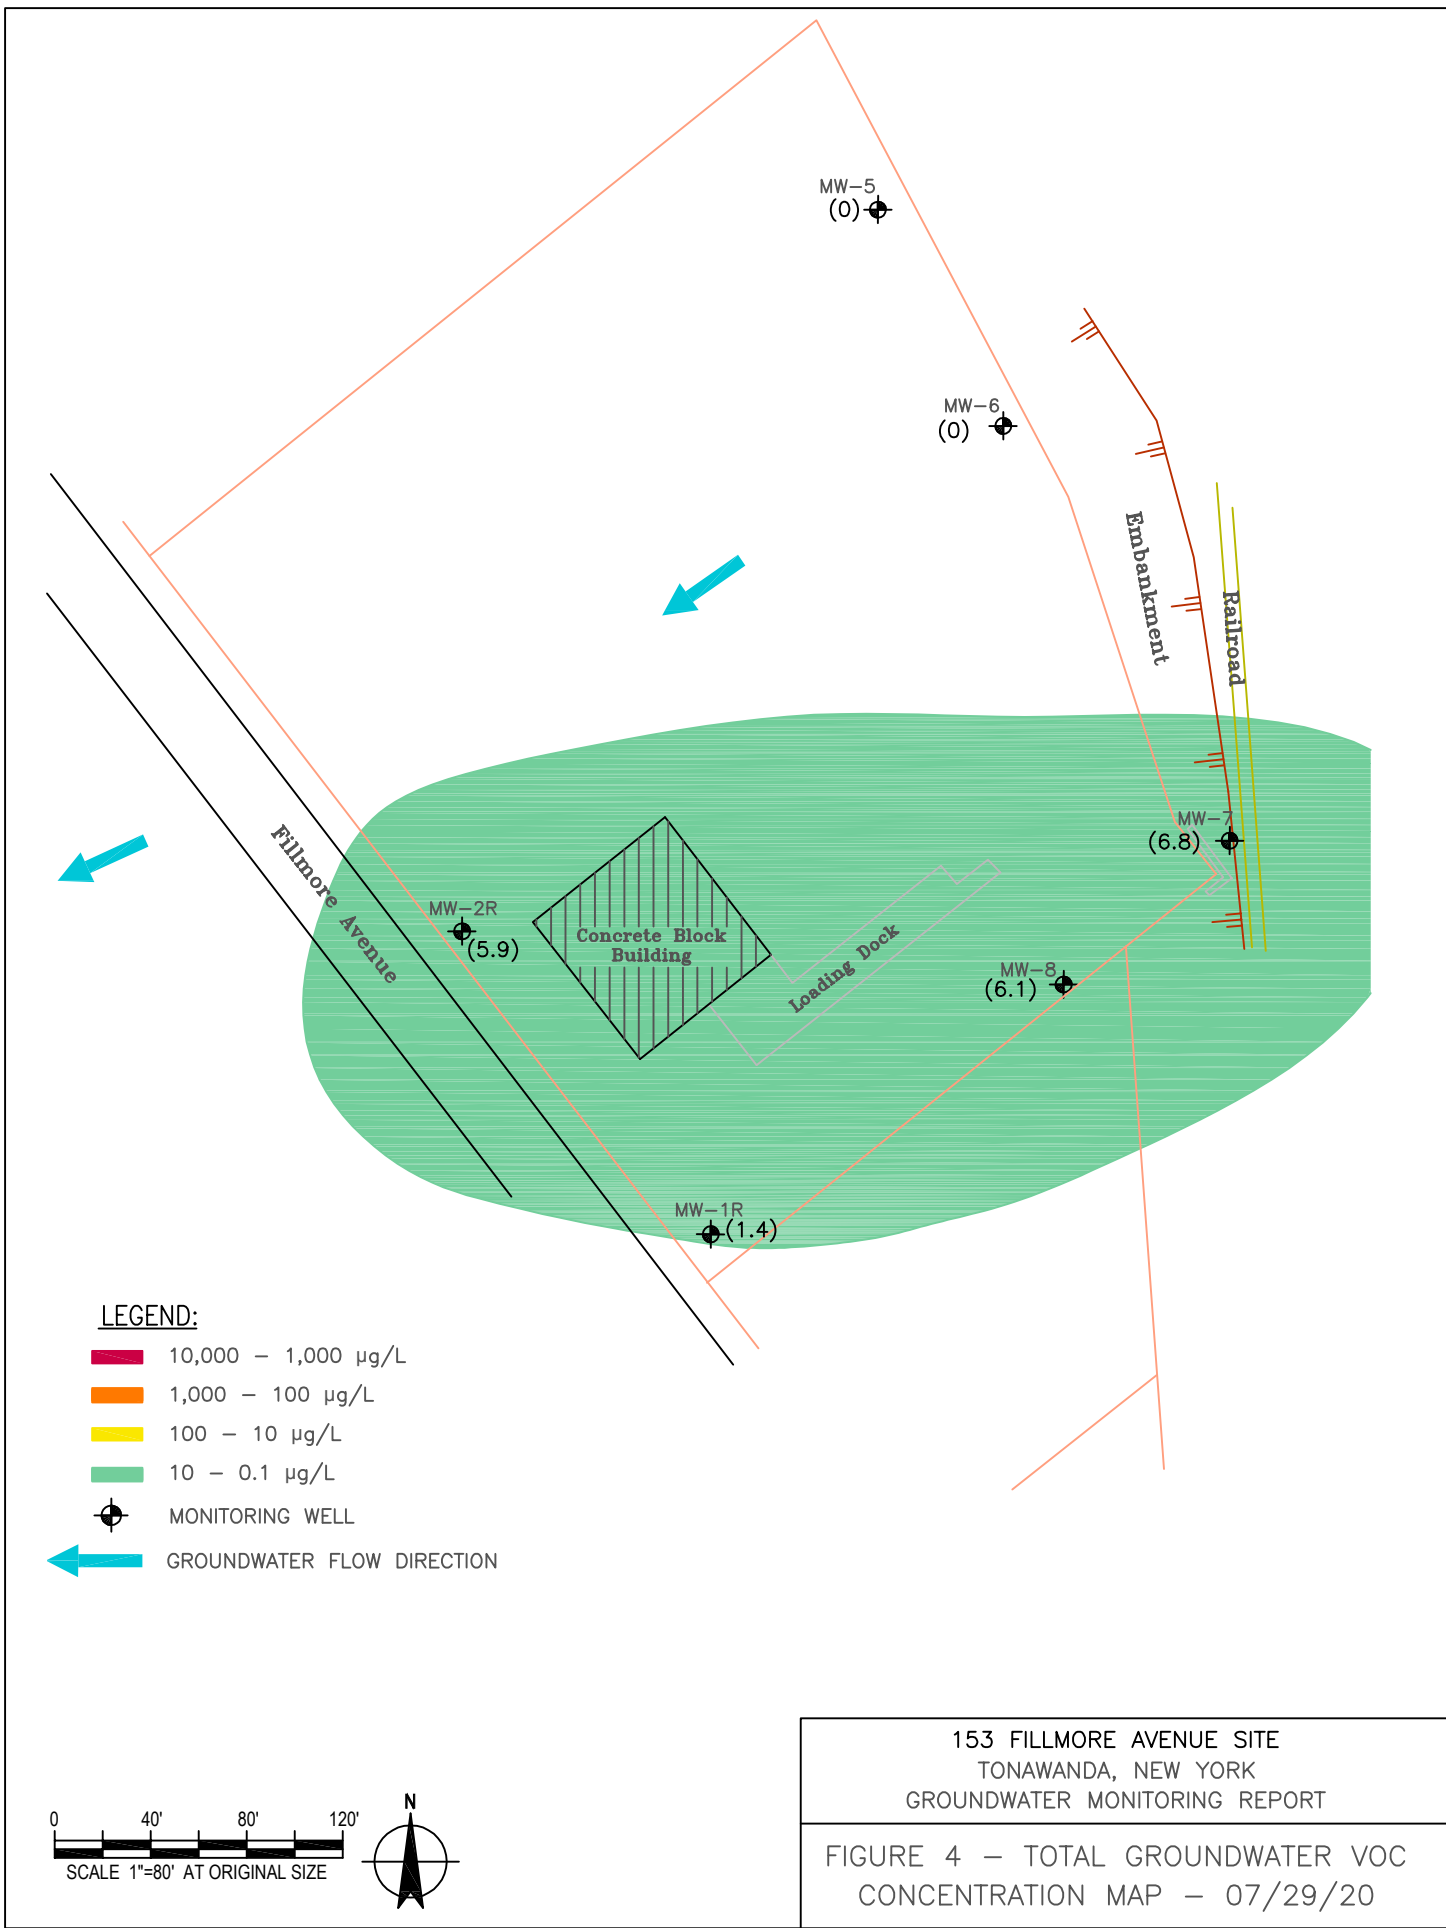 MW-5
(0)
MW-6
(0)
Embankment
Railroad
MW-7
(6.8)
Fillmore Avenue
MW-2R
(5.9)
Concrete Block
Building
Loading Dock
MW-8
(6.1)
MW-1R
(1.4)
LEGEND:
10,000 - 1,000 µg/L
1,000 - 100 µg/L
100 - 10 µg/L
10 - 0.1 µg/L
MONITORING WELL
GROUNDWATER FLOW DIRECTION
0 40' 80' 120'
SCALE 1"=80' AT ORIGINAL SIZE
N
153 FILLMORE AVENUE SITE
TONAWANDA, NEW YORK
GROUNDWATER MONITORING REPORT
FIGURE 4 - TOTAL GROUNDWATER VOC
CONCENTRATION MAP - 07/29/20